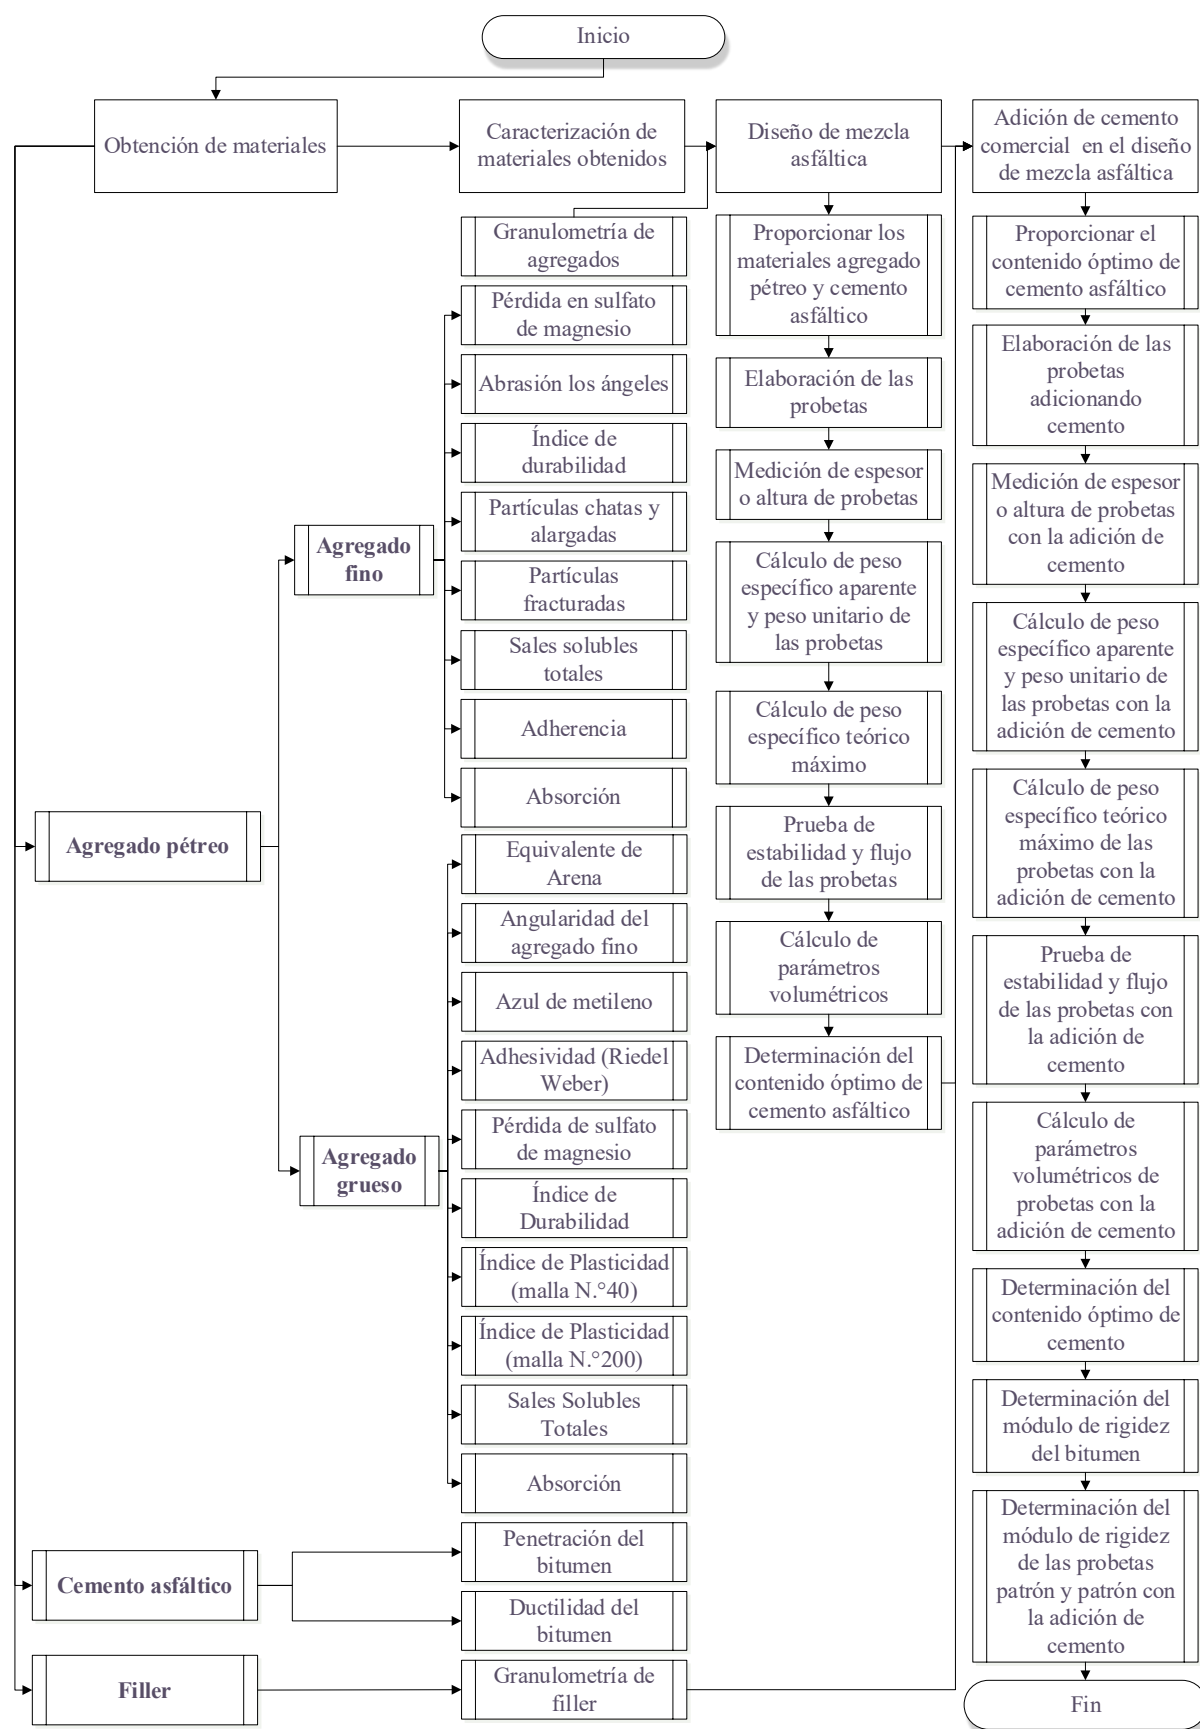 Inicio
Obtención de materiales
Caracterización de
materiales obtenidos
Diseño de mezcla
asfáltica
Adición de cemento
comercial en el diseño
de mezcla asfáltica
Granulometría de
agregados
Pérdida en sulfato
de magnesio
Abrasión los ángeles
Índice de
durabilidad
Partículas chatas y
alargadas
Partículas
fracturadas
Sales solubles
totales
Adherencia
Absorción
Agregado
fino
Agregado pétreo
Equivalente de
Arena
Angularidad del
agregado fino
Azul de metileno
Adhesividad (Riedel
Weber)
Pérdida de sulfato
de magnesio
Índice de
Durabilidad
Índice de Plasticidad
(malla N.°40)
Índice de Plasticidad
(malla N.°200)
Sales Solubles
Totales
Absorción
Agregado
grueso
Cemento asfáltico
Penetración del
bitumen
Ductilidad del
bitumen
Filler
Granulometría de
filler
Proporcionar los
materiales agregado
pétreo y cemento
asfáltico
Elaboración de las
probetas
Medición de espesor
o altura de probetas
Cálculo de peso
específico aparente
y peso unitario de
las probetas
Cálculo de peso
específico teórico
máximo
Prueba de
estabilidad y flujo
de las probetas
Cálculo de
parámetros
volumétricos
Determinación del
contenido óptimo de
cemento asfáltico
Proporcionar el
contenido óptimo de
cemento asfáltico
Elaboración de las
probetas
adicionando
cemento
Medición de espesor
o altura de probetas
con la adición de
cemento
Cálculo de peso
específico aparente
y peso unitario de
las probetas con la
adición de cemento
Cálculo de peso
específico teórico
máximo de las
probetas con la
adición de cemento
Prueba de
estabilidad y flujo
de las probetas con
la adición de
cemento
Cálculo de
parámetros
volumétricos de
probetas con la
adición de cemento
Determinación del
contenido óptimo de
cemento
Determinación del
módulo de rigidez
del bitumen
Determinación del
módulo de rigidez
de las probetas
patrón y patrón con
la adición de
cemento
Fin